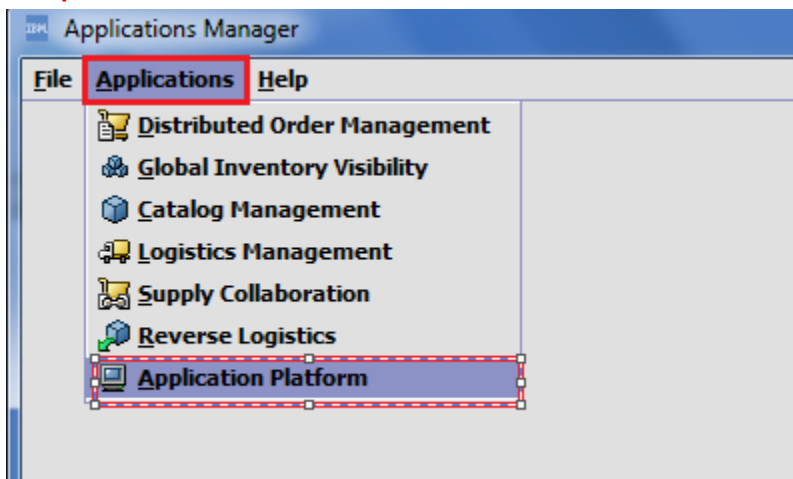 IBM Applications Manager
File Applications Help
Distributed Order Management
Global Inventory Visibility
Catalog Management
Logistics Management
Supply Collaboration
Reverse Logistics
Application Platform